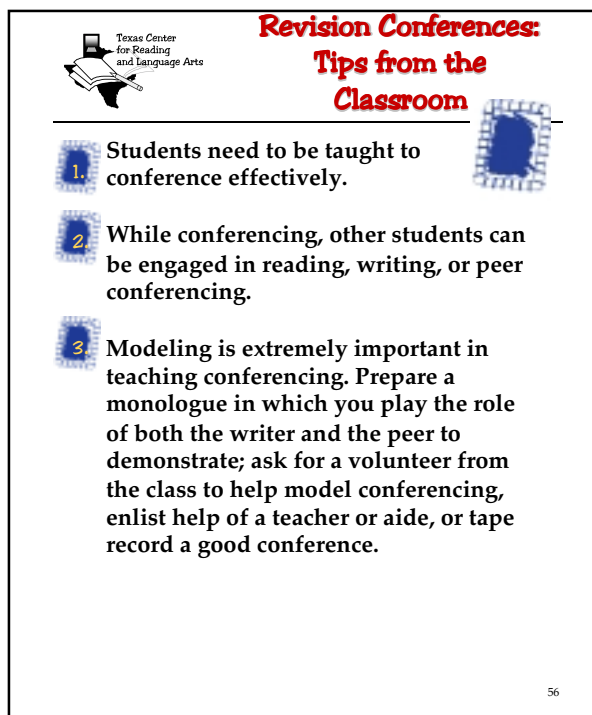 Texas Center
for Reading
and Language Arts
Revision Conferences:
Tips from the
Classroom
1. Students need to be taught to
conference effectively.
2. While conferencing, other students can
be engaged in reading, writing, or peer
conferencing.
3. Modeling is extremely important in
teaching conferencing. Prepare a
monologue in which you play the role
of both the writer and the peer to
demonstrate; ask for a volunteer from
the class to help model conferencing,
enlist help of a teacher or aide, or tape
record a good conference.
56